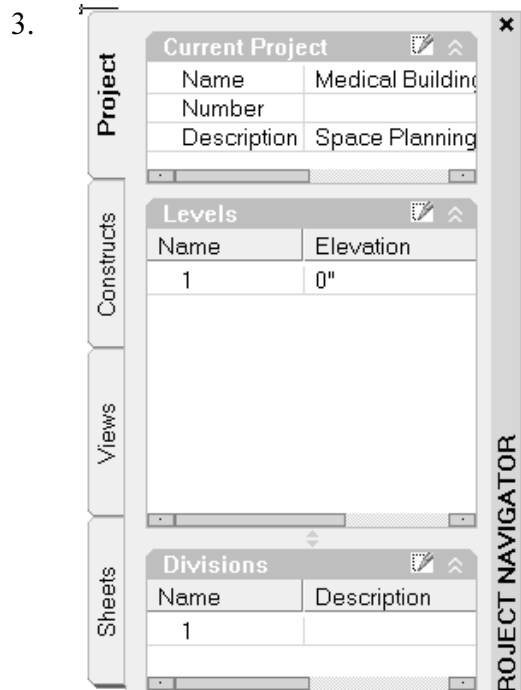 3.
Project
Constructs
Views
Sheets
Current Project
Name Medical Building
Number
Description Space Planning
Levels
Name Elevation
1 0"
Divisions
Name Description
1
ROJECT NAVIGATOR